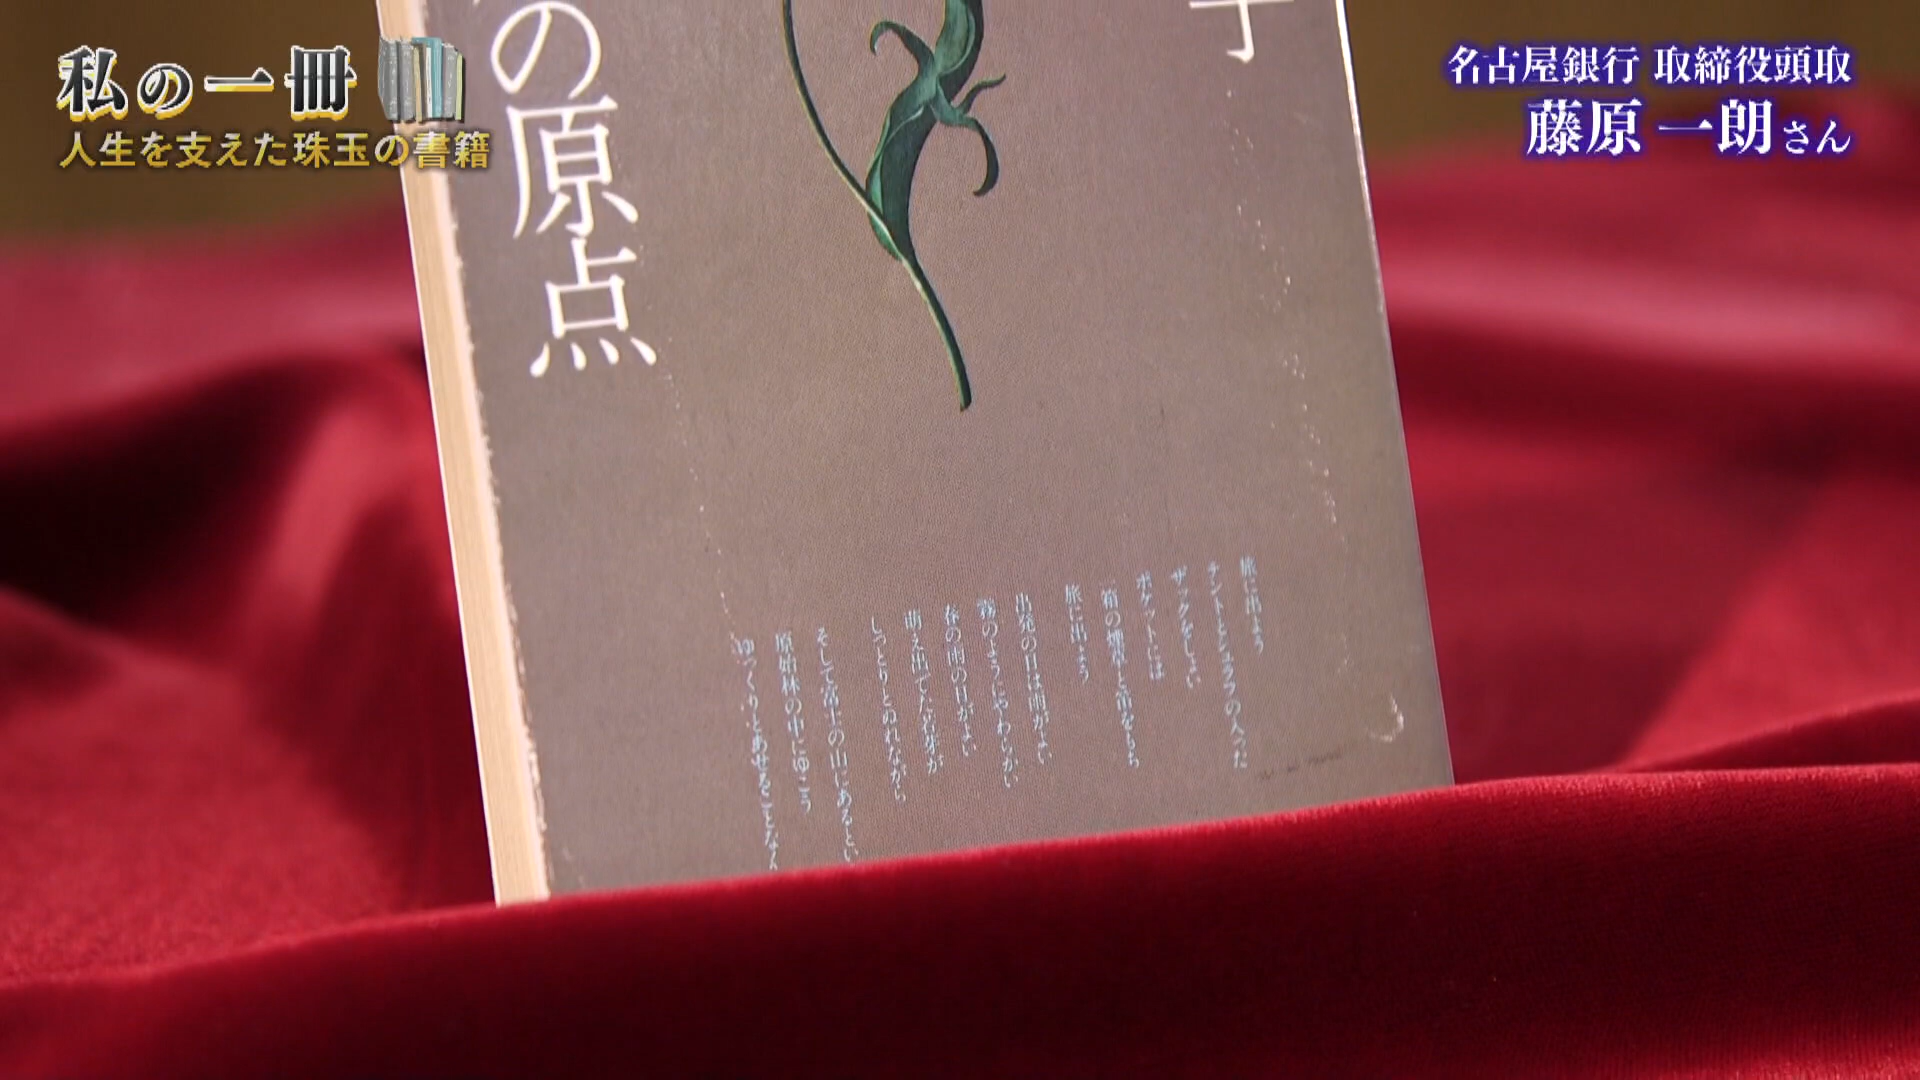 私の一冊
人生を支えた珠玉の書籍
名古屋銀行 取締役頭取
藤原 一朗さん
子
の原点
旅に出よう
テントとシュラフの入った
ザックをしょい
ポケットには
一箱の煙草と笛をもち
旅に出よう
出発の日は雨がよい
霧のようにやわらかい
春の雨の日がよい
萌え出でた若芽が
しっとりとぬれながら
そして富士の山にあるとい
原始林の中にゆこう
ゆっくりとあせることなく